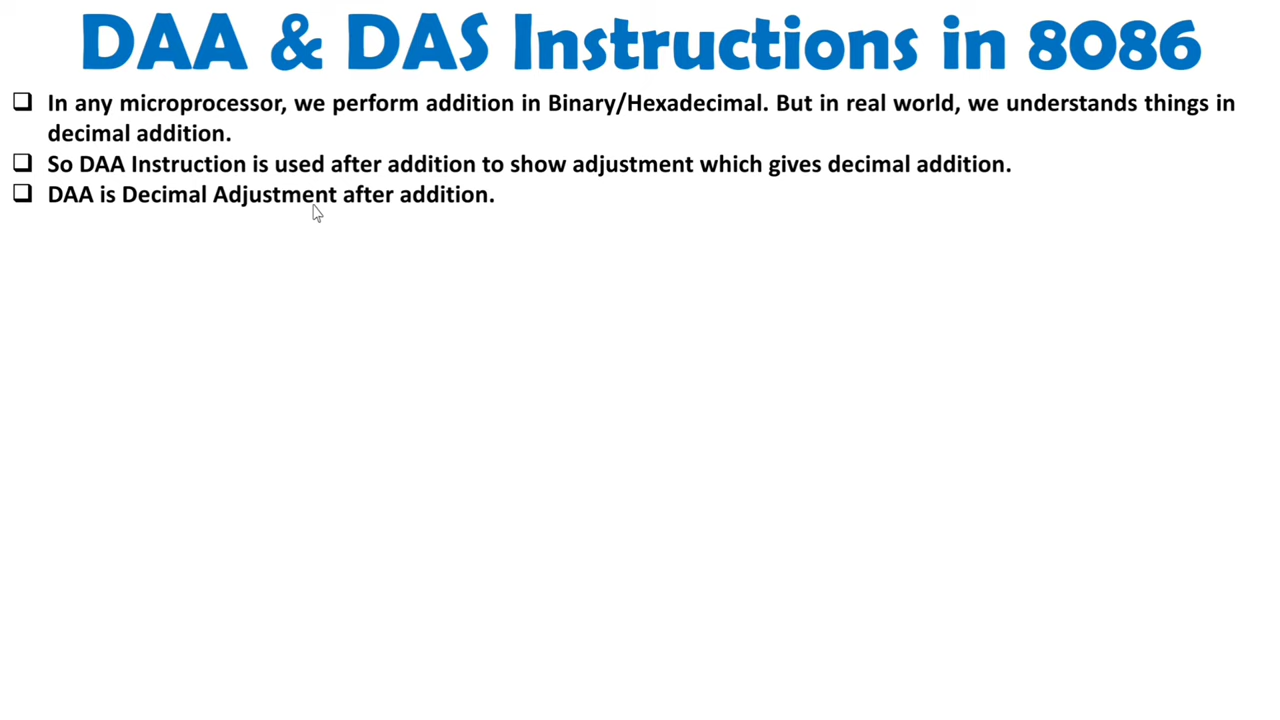 DAA & DAS Instructions in 8086
In any microprocessor, we perform addition in Binary/Hexadecimal. But in real world, we understands things in
decimal addition.
So DAA Instruction is used after addition to show adjustment which gives decimal addition.
DAA is Decimal Adjustment after addition.